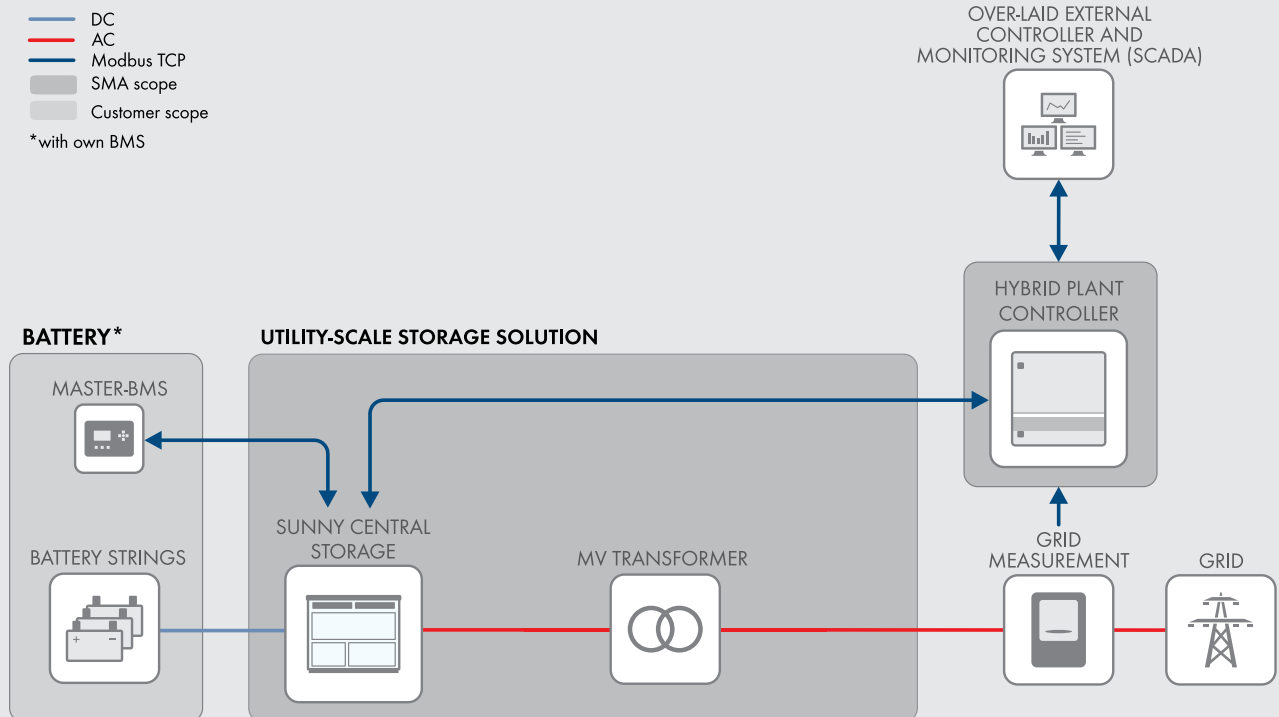 DC
AC
Modbus TCP
SMA scope
Customer scope
*with own BMS
OVER-LAID EXTERNAL
CONTROLLER AND
MONITORING SYSTEM (SCADA)
HYBRID PLANT
CONTROLLER
BATTERY*
UTILITY-SCALE STORAGE SOLUTION
MASTER-BMS
SUNNY CENTRAL
STORAGE
BATTERY STRINGS
MV TRANSFORMER
GRID
MEASUREMENT
GRID